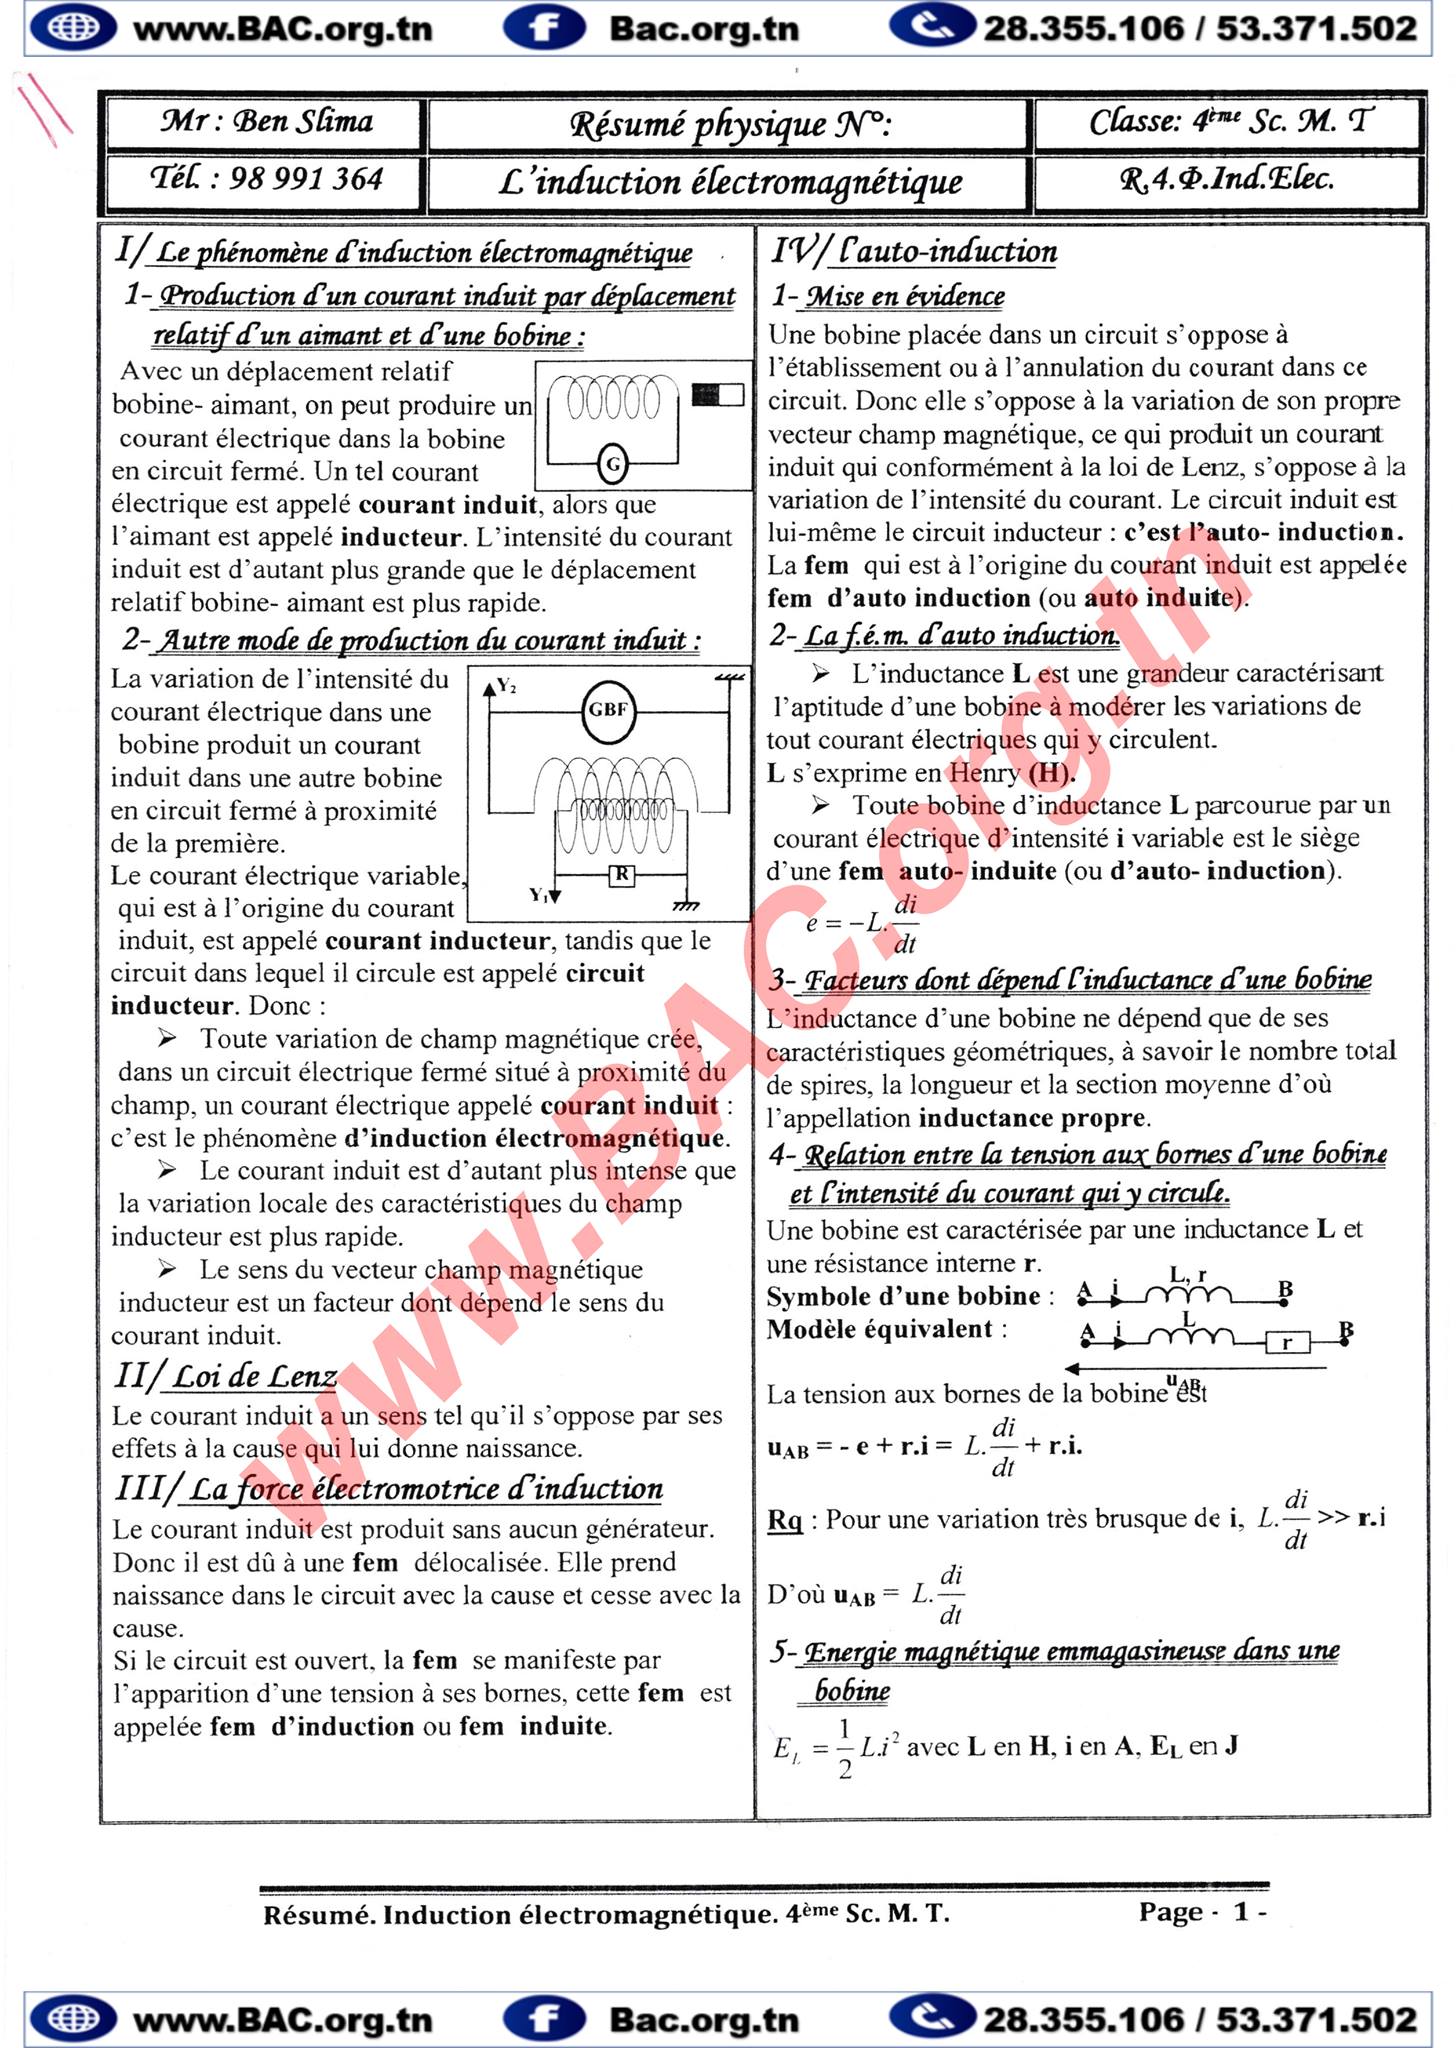 www.BAC.org.tn Bac.org.tn 28.355.106 / 53.371.502
Mr : Ben Slima
Résumé physique N°:
Classe: 4ème Sc. M. T
Tél. : 98 991 364
L'induction électromagnétique
R.4.Φ.Ind.Elec.
I/ Le phénomène d'induction électromagnétique
1- Production d'un courant induit par déplacement
relatif d'un aimant et d'une bobine :
Avec un déplacement relatif
bobine- aimant, on peut produire un
courant électrique dans la bobine
en circuit fermé. Un tel courant
G
électrique est appelé courant induit, alors que
l'aimant est appelé inducteur. L'intensité du courant
induit est d'autant plus grande que le déplacement
relatif bobine- aimant est plus rapide.
2- Autre mode de production du courant induit :
La variation de l'intensité du
courant électrique dans une
bobine produit un courant
induit dans une autre bobine
en circuit fermé à proximité
de la première.
Le courant électrique variable,
qui est à l'origine du courant
Y2
GBF
R
Y1
induit, est appelé courant inducteur, tandis que le
circuit dans lequel il circule est appelé circuit
inducteur. Donc :
➢ Toute variation de champ magnétique crée,
dans un circuit électrique fermé situé à proximité du
champ, un courant électrique appelé courant induit :
c'est le phénomène d'induction électromagnétique.
➢ Le courant induit est d'autant plus intense que
la variation locale des caractéristiques du champ
inducteur est plus rapide.
➢ Le sens du vecteur champ magnétique
inducteur est un facteur dont dépend le sens du
courant induit.
II/ Loi de Lenz
Le courant induit a un sens tel qu'il s'oppose par ses
effets à la cause qui lui donne naissance.
III/ La force électromotrice d'induction
Le courant induit est produit sans aucun générateur.
Donc il est dû à une fem délocalisée. Elle prend
naissance dans le circuit avec la cause et cesse avec la
cause.
Si le circuit est ouvert, la fem se manifeste par
l'apparition d'une tension à ses bornes, cette fem est
appelée fem d'induction ou fem induite.
IV/ l'auto-induction
1- Mise en évidence
Une bobine placée dans un circuit s'oppose à
l'établissement ou à l'annulation du courant dans ce
circuit. Donc elle s'oppose à la variation de son propre
vecteur champ magnétique, ce qui produit un courant
induit qui conformément à la loi de Lenz, s'oppose à la
variation de l'intensité du courant. Le circuit induit est
lui-même le circuit inducteur : c'est l'auto- induction.
La fem qui est à l'origine du courant induit est appelée
fem d'auto induction (ou auto induite).
2- La f.é.m. d'auto induction.
➢ L'inductance L est une grandeur caractérisant
l'aptitude d'une bobine à modérer les variations de
tout courant électriques qui y circulent.
L s'exprime en Henry (H).
➢ Toute bobine d'inductance L parcourue par un
courant électrique d'intensité i variable est le siège
d'une fem auto- induite (ou d'auto- induction).
e = −L. di/dt
3- Facteurs dont dépend l'inductance d'une bobine
L'inductance d'une bobine ne dépend que de ses
caractéristiques géométriques, à savoir le nombre total
de spires, la longueur et la section moyenne d'où
l'appellation inductance propre.
4- Relation entre la tension aux bornes d'une bobine
et l'intensité du courant qui y circule.
Une bobine est caractérisée par une inductance L et
une résistance interne r.
Symbole d'une bobine : A i L, r B
Modèle équivalent : A i L r B
uAB
La tension aux bornes de la bobine est
uAB = - e + r.i = L. di/dt + r.i.
Rq : Pour une variation très brusque de i, L. di/dt >> r.i
D'où uAB = L. di/dt
5- Energie magnétique emmagasineuse dans une
bobine
EL = 1/2 L.i² avec L en H, i en A, EL en J
www.BAC.org.tn
Résumé. Induction électromagnétique. 4ème Sc. M. T. Page - 1 -
www.BAC.org.tn Bac.org.tn 28.355.106 / 53.371.502